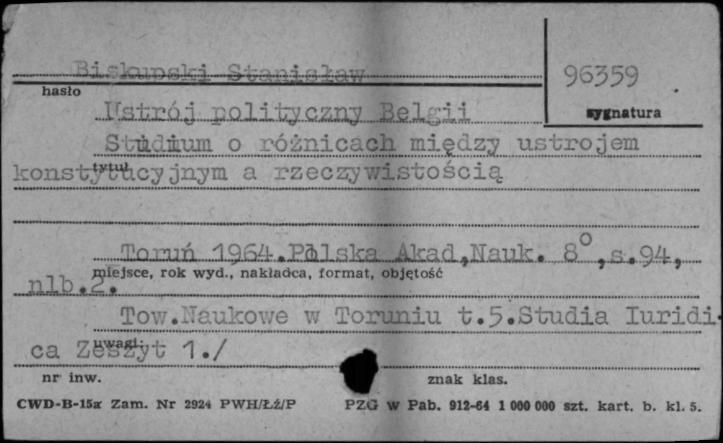 Biskupski Stanisław
96359
hasło
sygnatura
Ustrój polityczny Belgii
Studium o różnicach między ustrojem
tytuł
konstytucyjnym a rzeczywistością
Toruń 1964.Polska Akad,Nauk. 8°,s.94,
miejsce, rok wyd., nakładca, format, objętość
nlb.2.
Tow.Naukowe w Toruniu t.5.Studia Iuridi-
uwagi
ca Zeszyt 1./
nr inw.
znak klas.
CWD-B-15a Zam. Nr 2924 PWH/Łź/P
PZG w Pab. 912-64 1 000 000 szt. kart. b. kl. 5.